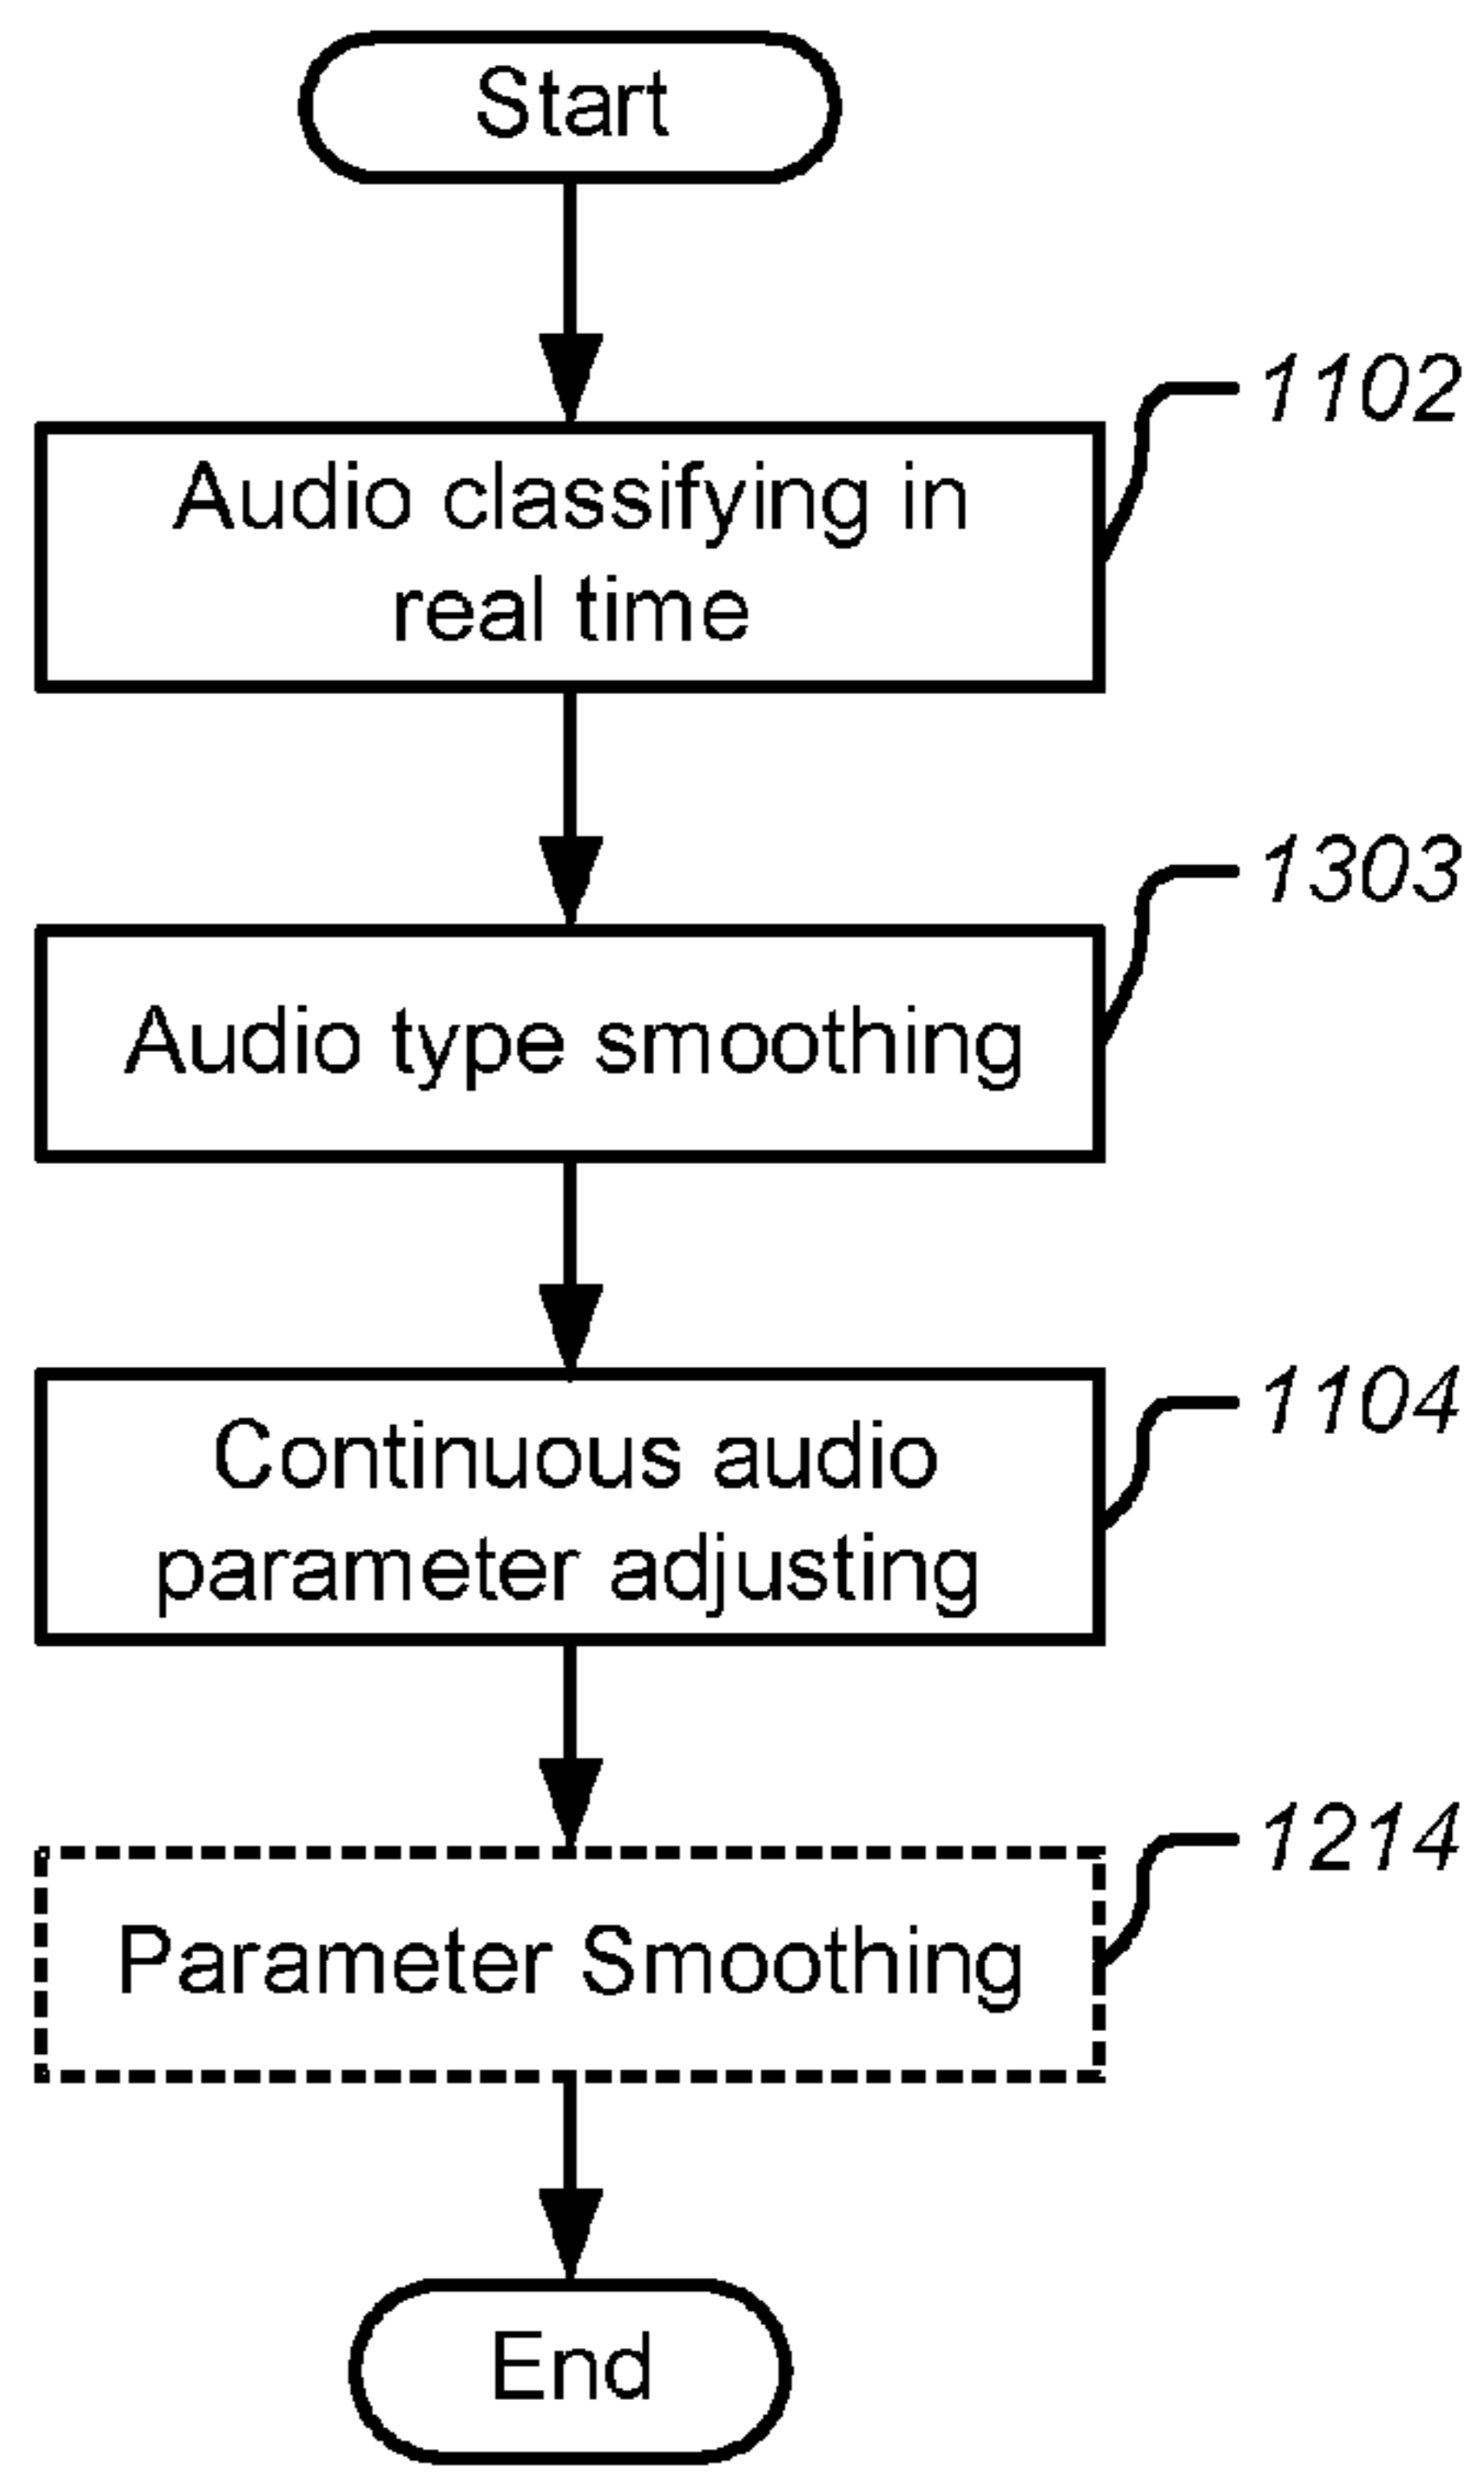 Start
1102
Audio classifying in
real time
1303
Audio type smoothing
1104
Continuous audio
parameter adjusting
1214
Parameter Smoothing
End